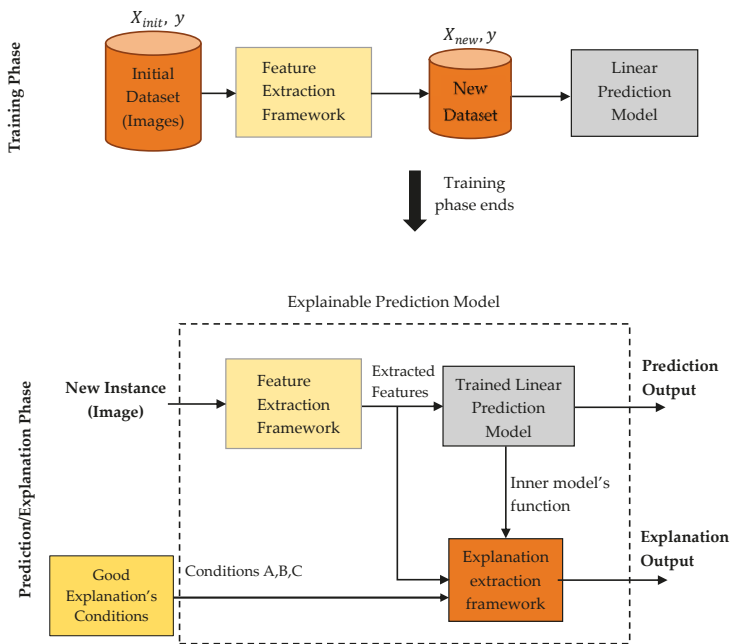 Training Phase
X_init, y
Initial
Dataset
(Images)
Feature
Extraction
Framework
X_new, y
New
Dataset
Linear
Prediction
Model
Training
phase ends
Prediction/Explanation Phase
Explainable Prediction Model
New Instance
(Image)
Feature
Extraction
Framework
Extracted
Features
Trained Linear
Prediction
Model
Prediction
Output
Inner model's
function
Good
Explanation's
Conditions
Conditions A,B,C
Explanation
extraction
framework
Explanation
Output